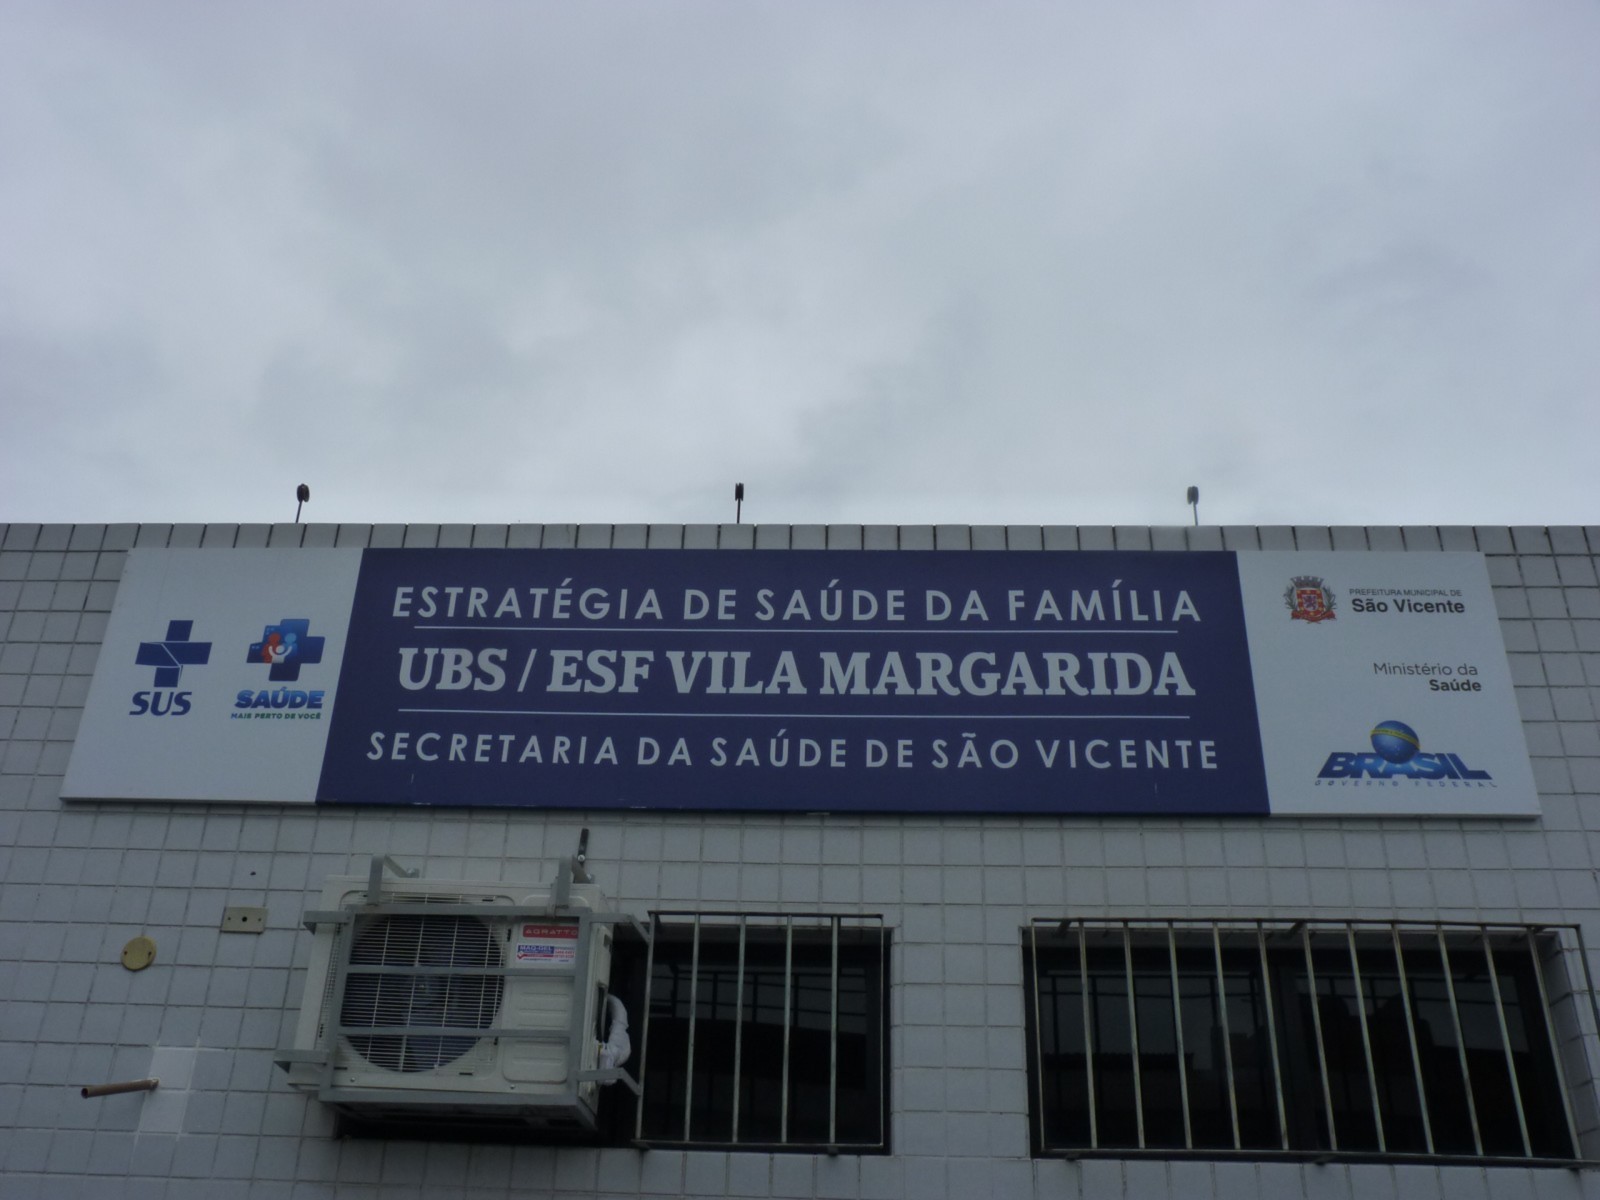 SUS
SAÚDE
MAIS PERTO DE VOCÊ
ESTRATÉGIA DE SAÚDE DA FAMÍLIA
UBS / ESF VILA MARGARIDA
SECRETARIA DA SAÚDE DE SÃO VICENTE
PREFEITURA MUNICIPAL DE
São Vicente
Ministério da
Saúde
BRASIL
GOVERNO FEDERAL
AGRATTO